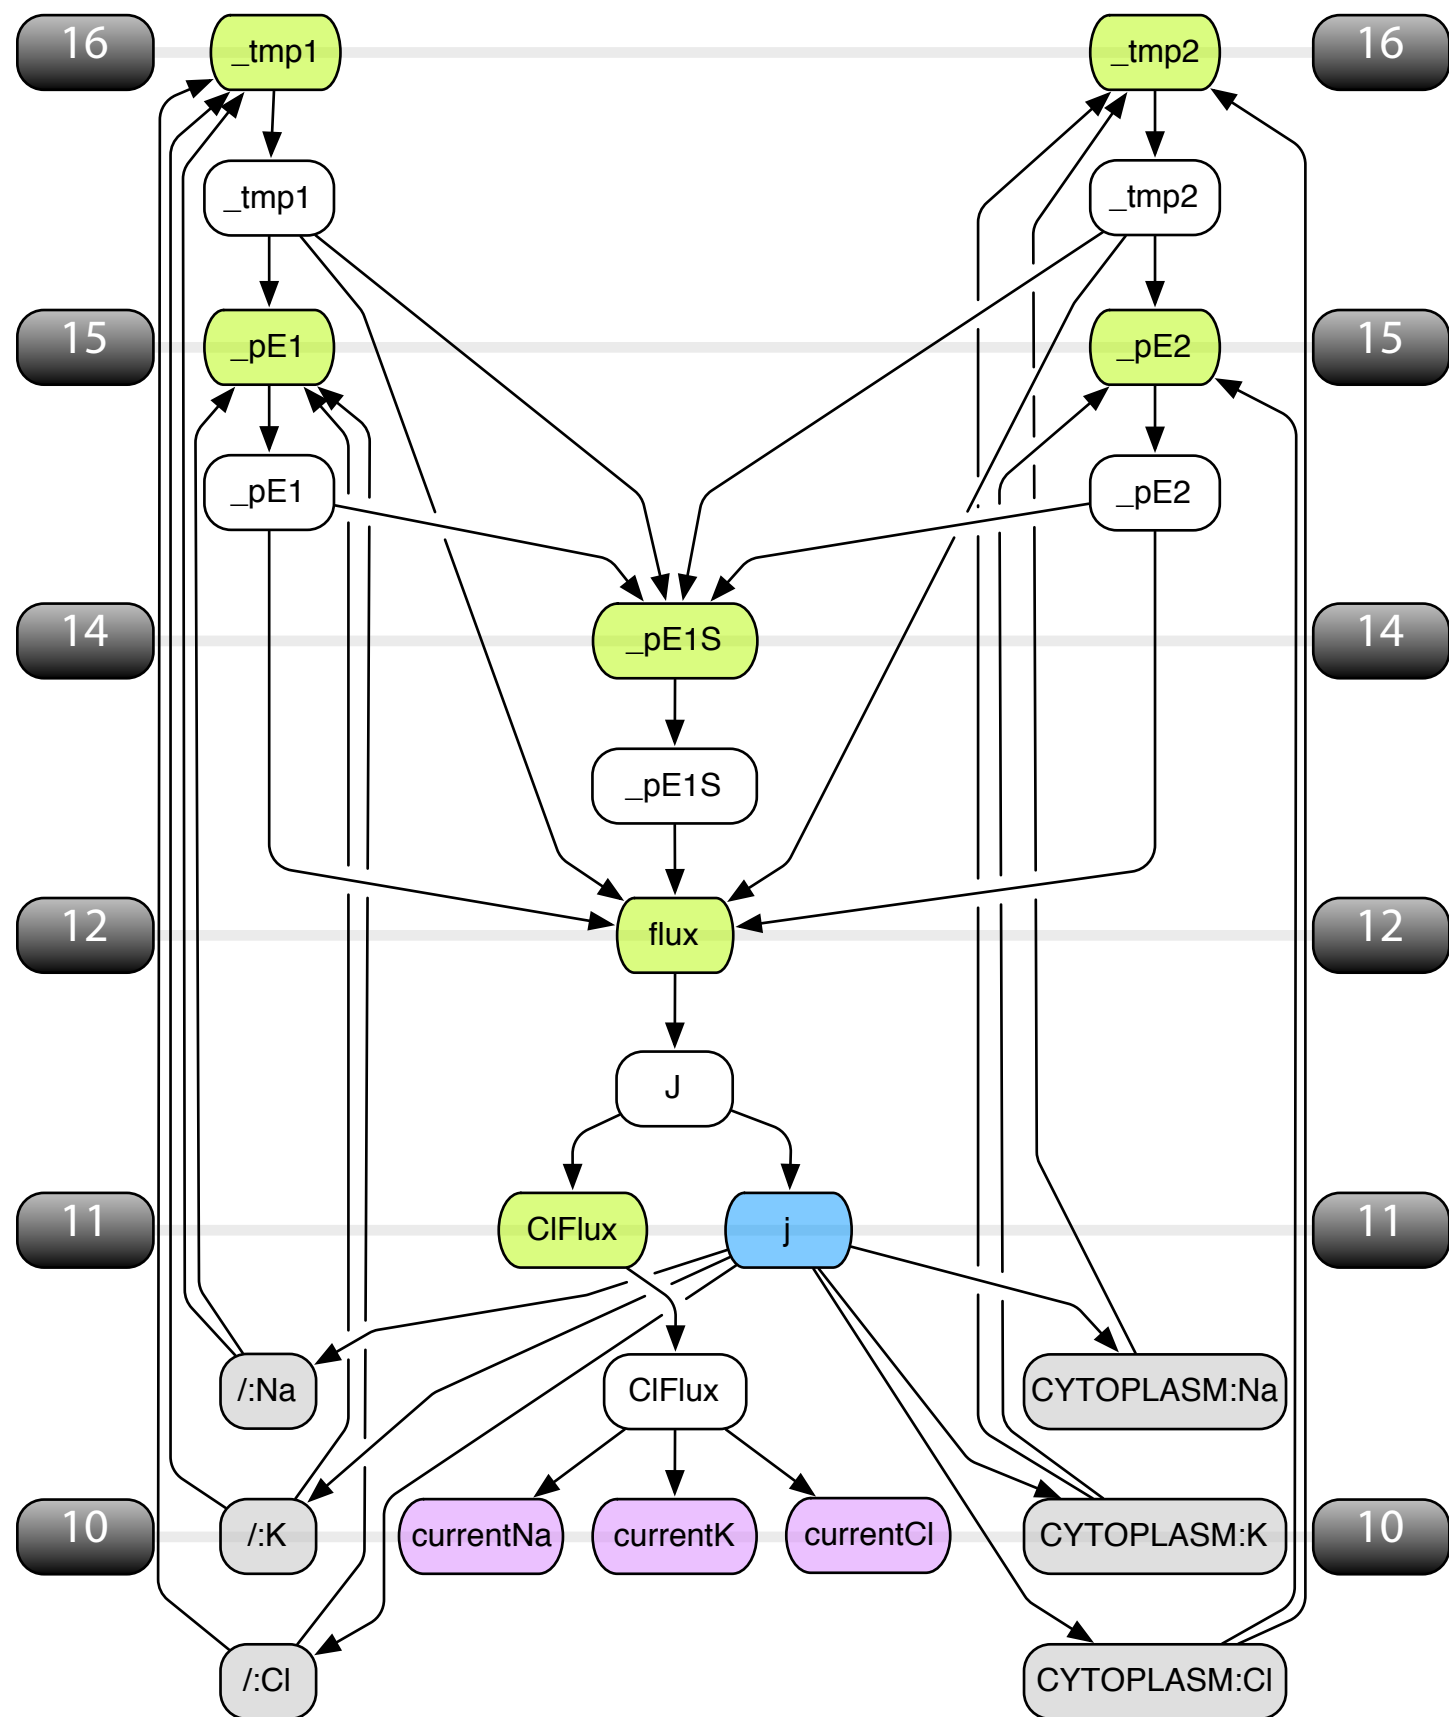 16
_tmp1
_tmp2
16
_tmp1
_tmp2
15
_pE1
_pE2
15
_pE1
_pE2
14
_pE1S
14
_pE1S
12
flux
12
J
11
ClFlux
j
11
/:Na
ClFlux
CYTOPLASM:Na
10
/:K
currentNa
currentK
currentCl
CYTOPLASM:K
10
/:Cl
CYTOPLASM:Cl